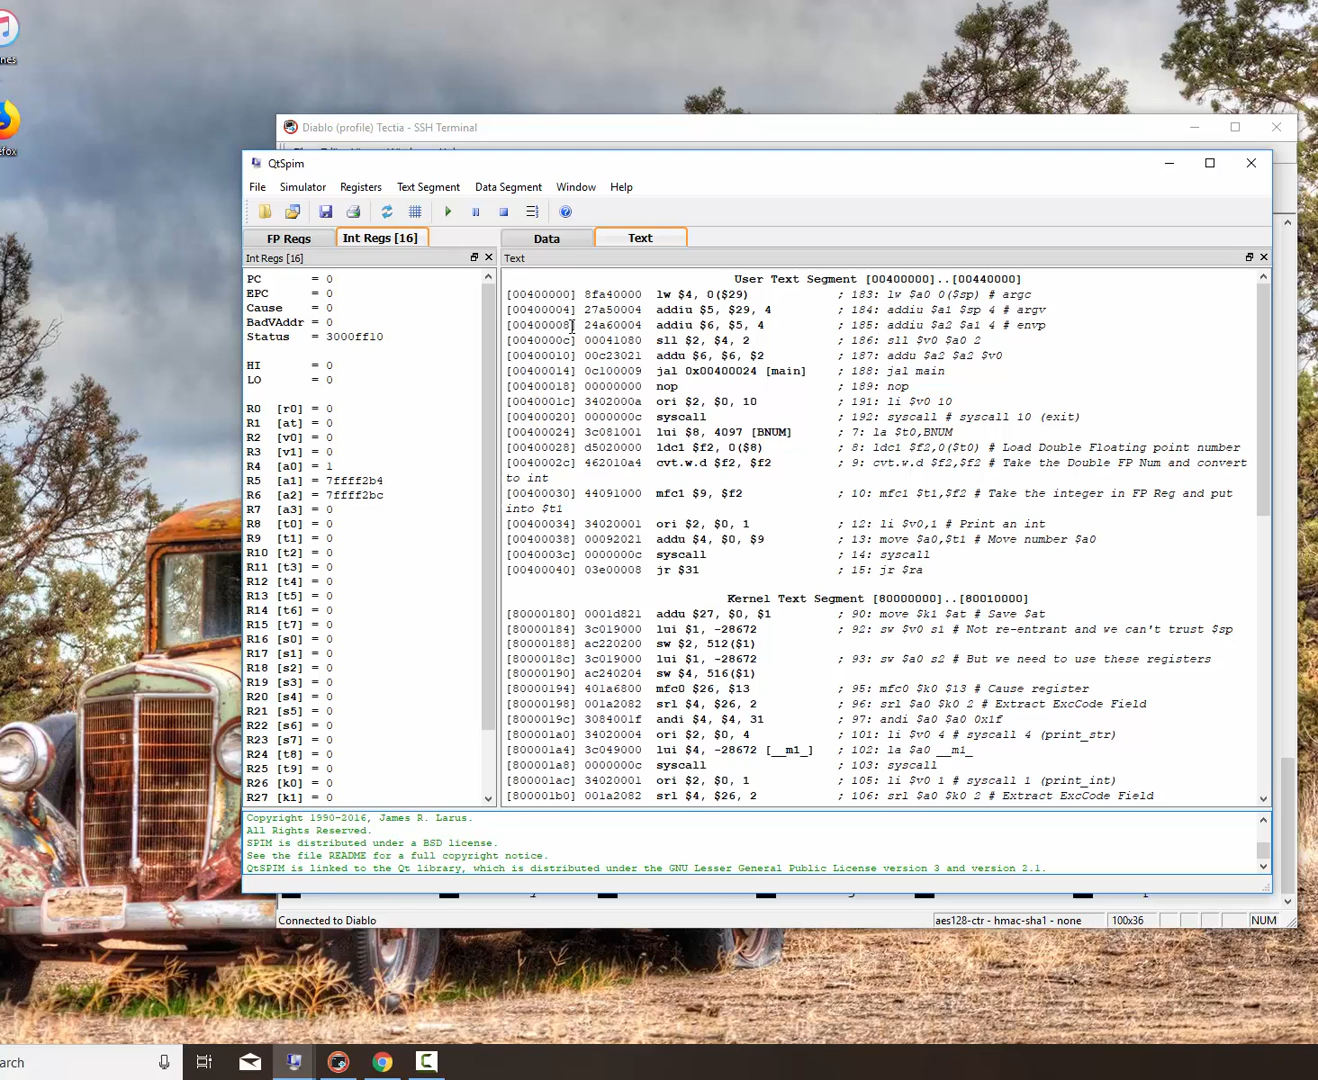 nes
efox
Diablo (profile) Tectia - SSH Terminal
QtSpim
File Simulator Registers Text Segment Data Segment Window Help
FP Regs Int Regs [16] Data Text
Int Regs [16]
PC = 0
EPC = 0
Cause = 0
BadVAddr = 0
Status = 3000ff10
HI = 0
LO = 0
R0 [r0] = 0
R1 [at] = 0
R2 [v0] = 0
R3 [v1] = 0
R4 [a0] = 1
R5 [a1] = 7ffff2b4
R6 [a2] = 7ffff2bc
R7 [a3] = 0
R8 [t0] = 0
R9 [t1] = 0
R10 [t2] = 0
R11 [t3] = 0
R12 [t4] = 0
R13 [t5] = 0
R14 [t6] = 0
R15 [t7] = 0
R16 [s0] = 0
R17 [s1] = 0
R18 [s2] = 0
R19 [s3] = 0
R20 [s4] = 0
R21 [s5] = 0
R22 [s6] = 0
R23 [s7] = 0
R24 [t8] = 0
R25 [t9] = 0
R26 [k0] = 0
R27 [k1] = 0
Text
User Text Segment [00400000]..[00440000]
[00400000] 8fa40000 lw $4, 0($29) ; 183: lw $a0 0($sp) # argc
[00400004] 27a50004 addiu $5, $29, 4 ; 184: addiu $a1 $sp 4 # argv
[00400008] 24a60004 addiu $6, $5, 4 ; 185: addiu $a2 $a1 4 # envp
[0040000c] 00041080 sll $2, $4, 2 ; 186: sll $v0 $a0 2
[00400010] 00c23021 addu $6, $6, $2 ; 187: addu $a2 $a2 $v0
[00400014] 0c100009 jal 0x00400024 [main] ; 188: jal main
[00400018] 00000000 nop ; 189: nop
[0040001c] 3402000a ori $2, $0, 10 ; 191: li $v0 10
[00400020] 0000000c syscall ; 192: syscall # syscall 10 (exit)
[00400024] 3c081001 lui $8, 4097 [BNUM] ; 7: la $t0,BNUM
[00400028] d5020000 ldc1 $f2, 0($8) ; 8: ldc1 $f2,0($t0) # Load Double Floating point number
[0040002c] 462010a4 cvt.w.d $f2, $f2 ; 9: cvt.w.d $f2,$f2 # Take the Double FP Num and convert
to int
[00400030] 44091000 mfc1 $9, $f2 ; 10: mfc1 $t1,$f2 # Take the integer in FP Reg and put
into $t1
[00400034] 34020001 ori $2, $0, 1 ; 12: li $v0,1 # Print an int
[00400038] 00092021 addu $4, $0, $9 ; 13: move $a0,$t1 # Move number $a0
[0040003c] 0000000c syscall ; 14: syscall
[00400040] 03e00008 jr $31 ; 15: jr $ra
Kernel Text Segment [80000000]..[80010000]
[80000180] 0001d821 addu $27, $0, $1 ; 90: move $k1 $at # Save $at
[80000184] 3c019000 lui $1, -28672 ; 92: sw $v0 s1 # Not re-entrant and we can't trust $sp
[80000188] ac220200 sw $2, 512($1)
[8000018c] 3c019000 lui $1, -28672 ; 93: sw $a0 s2 # But we need to use these registers
[80000190] ac240204 sw $4, 516($1)
[80000194] 401a6800 mfc0 $26, $13 ; 95: mfc0 $k0 $13 # Cause register
[80000198] 001a2082 srl $4, $26, 2 ; 96: srl $a0 $k0 2 # Extract ExcCode Field
[8000019c] 3084001f andi $4, $4, 31 ; 97: andi $a0 $a0 0x1f
[800001a0] 34020004 ori $2, $0, 4 ; 101: li $v0 4 # syscall 4 (print_str)
[800001a4] 3c049000 lui $4, -28672 [__m1_] ; 102: la $a0 __m1_
[800001a8] 0000000c syscall ; 103: syscall
[800001ac] 34020001 ori $2, $0, 1 ; 105: li $v0 1 # syscall 1 (print_int)
[800001b0] 001a2082 srl $4, $26, 2 ; 106: srl $a0 $k0 2 # Extract ExcCode Field
Copyright 1990-2016, James R. Larus.
All Rights Reserved.
SPIM is distributed under a BSD license.
See the file README for a full copyright notice.
QtSPIM is linked to the Qt library, which is distributed under the GNU Lesser General Public License version 3 and version 2.1.
Connected to Diablo aes128-ctr - hmac-sha1 - none 100x36 NUM
arch